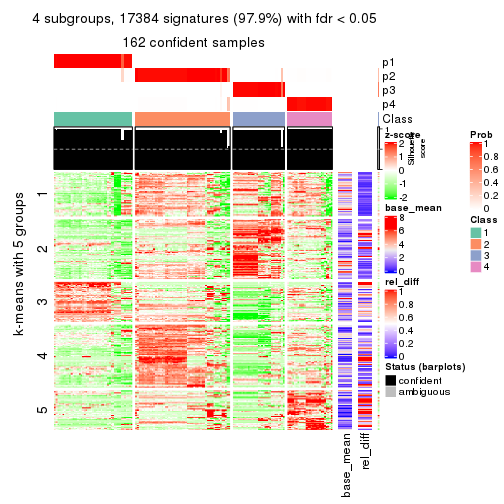 4 subgroups, 17384 signatures (97.9%) with fdr < 0.05
162 confident samples
p1
p2
p3
p4
Class
1
Silhouette
score
k-means with 5 groups
1
2
3
4
5
base_mean
rel_diff
z-score
2
1
0
-1
-2
base_mean
8
6
4
2
0
rel_diff
1
0.8
0.6
0.4
0.2
0
Status (barplots)
confident
ambiguous
Prob
1
0.8
0.6
0.4
0.2
0
Class
1
2
3
4